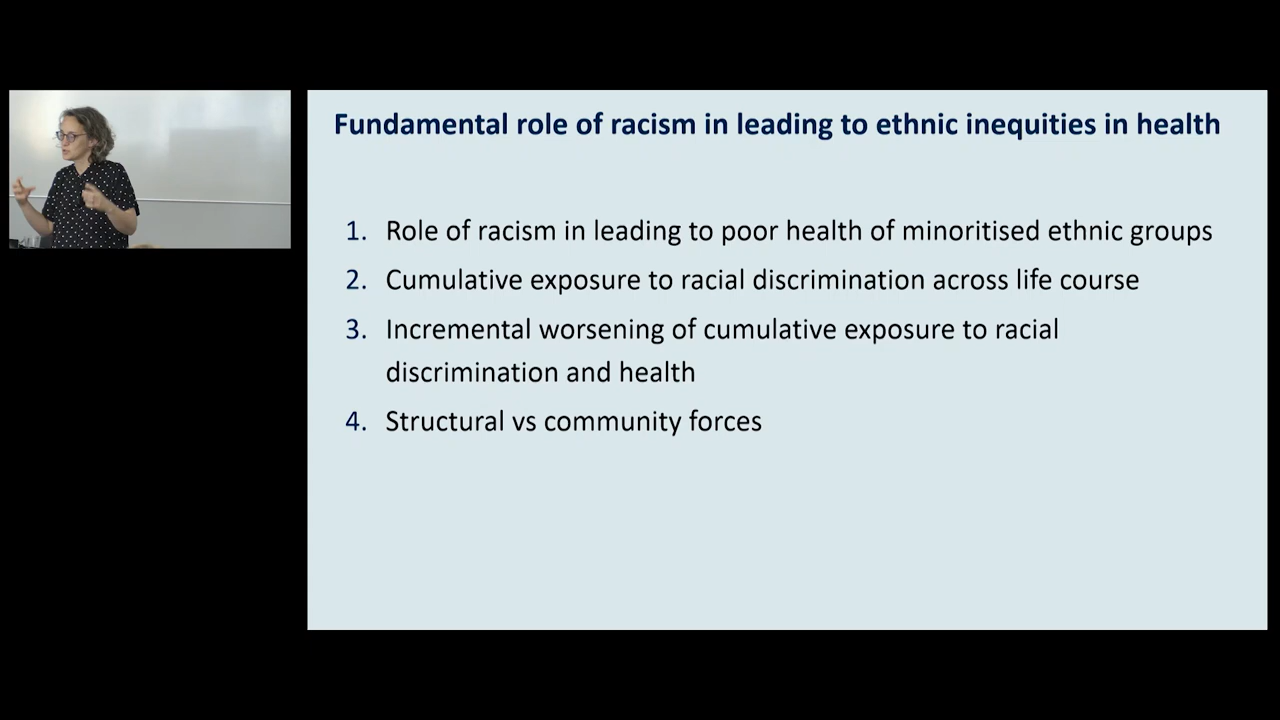 Fundamental role of racism in leading to ethnic inequities in health
1. Role of racism in leading to poor health of minoritised ethnic groups
2. Cumulative exposure to racial discrimination across life course
3. Incremental worsening of cumulative exposure to racial
discrimination and health
4. Structural vs community forces